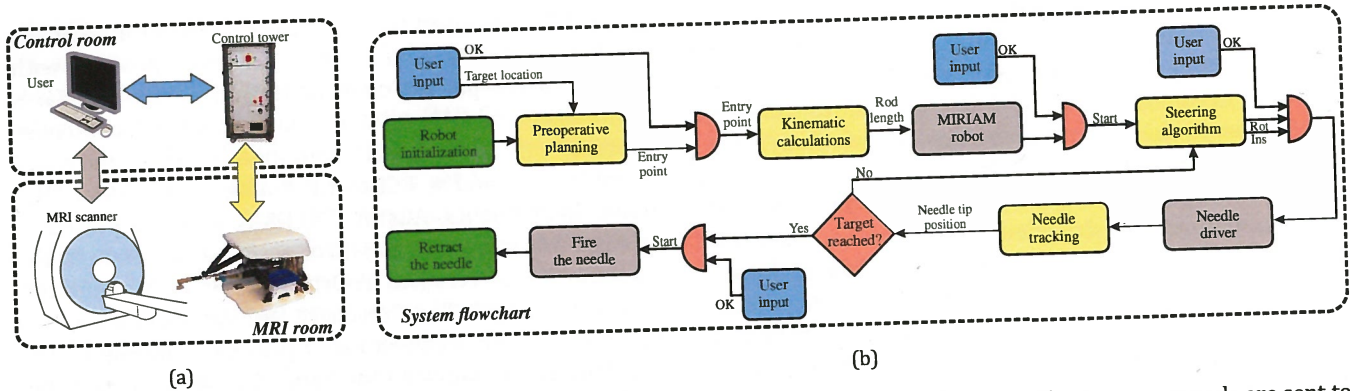 Control room
Control tower
User
MRI scanner
MRI room
(a)
User
input
OK
Target location
Robot
initialization
Preoperative
planning
Entry
point
Entry
point
Kinematic
calculations
Rod
length
MIRIAM
robot
User
input
OK
Start
Steering
algorithm
User
input
OK
Rot
Ins
Needle
driver
Needle
tracking
Needle tip
position
Target
reached?
No
Yes
User
input
OK
Start
Fire
the needle
Retract
the needle
System flowchart
(b)
are sent to